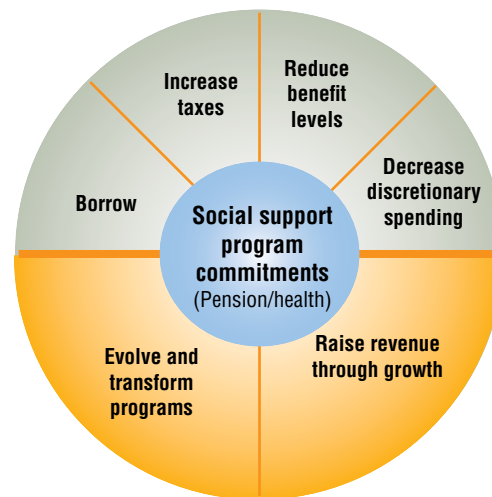 Increase
taxes
Reduce
benefit
levels
Borrow
Decrease
discretionary
spending
Social support
program
commitments
(Pension/health)
Evolve and
transform
programs
Raise revenue
through growth